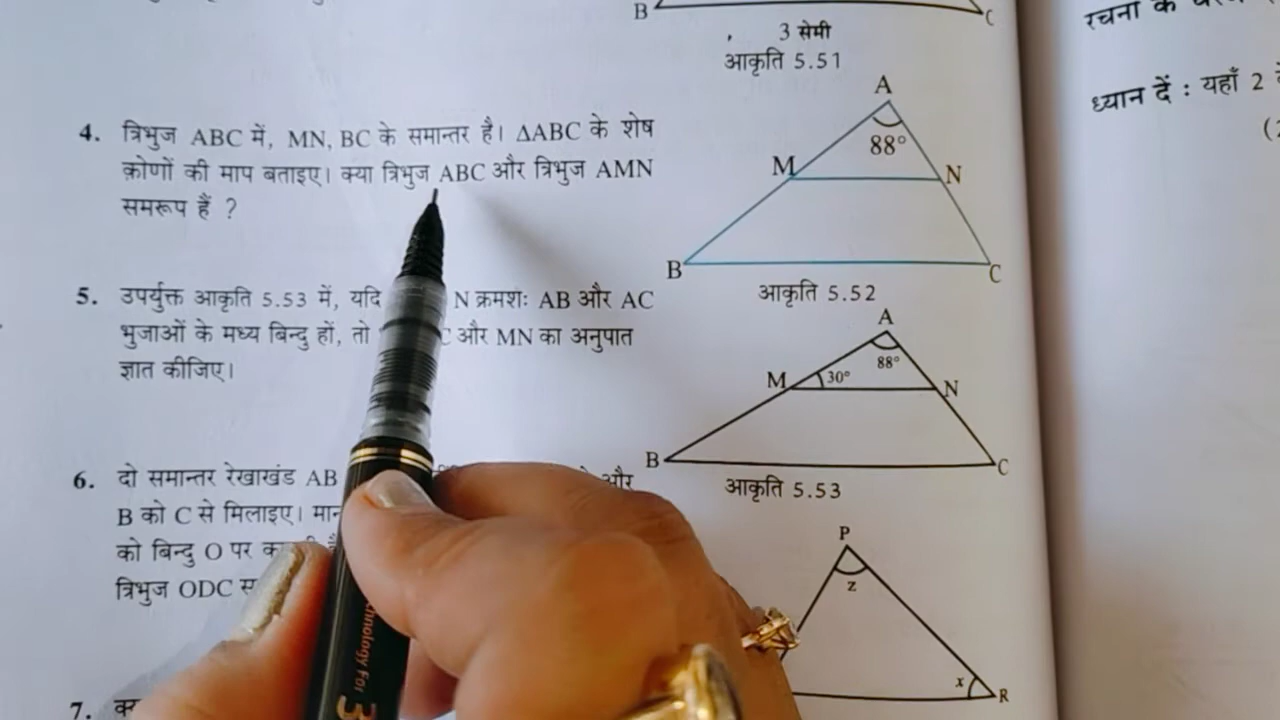 B
C
3 सेमी
आकृति 5.51
4. त्रिभुज ABC में, MN, BC के समान्तर है। ΔABC के शेष
क़ोणों की माप बताइए। क्या त्रिभुज ABC और त्रिभुज AMN
समरूप हैं ?
A
88°
M
N
B
C
आकृति 5.52
5. उपर्युक्त आकृति 5.53 में, यदि N क्रमशः AB और AC
भुजाओं के मध्य बिन्दु हों, तो और MN का अनुपात
ज्ञात कीजिए।
A
88°
M
30°
N
B
C
आकृति 5.53
6. दो समान्तर रेखाखंड AB और
B को C से मिलाइए।
को बिन्दु O पर
त्रिभुज ODC
P
z
x
R
7.
रचना के
ध्यान दें : यहाँ 2